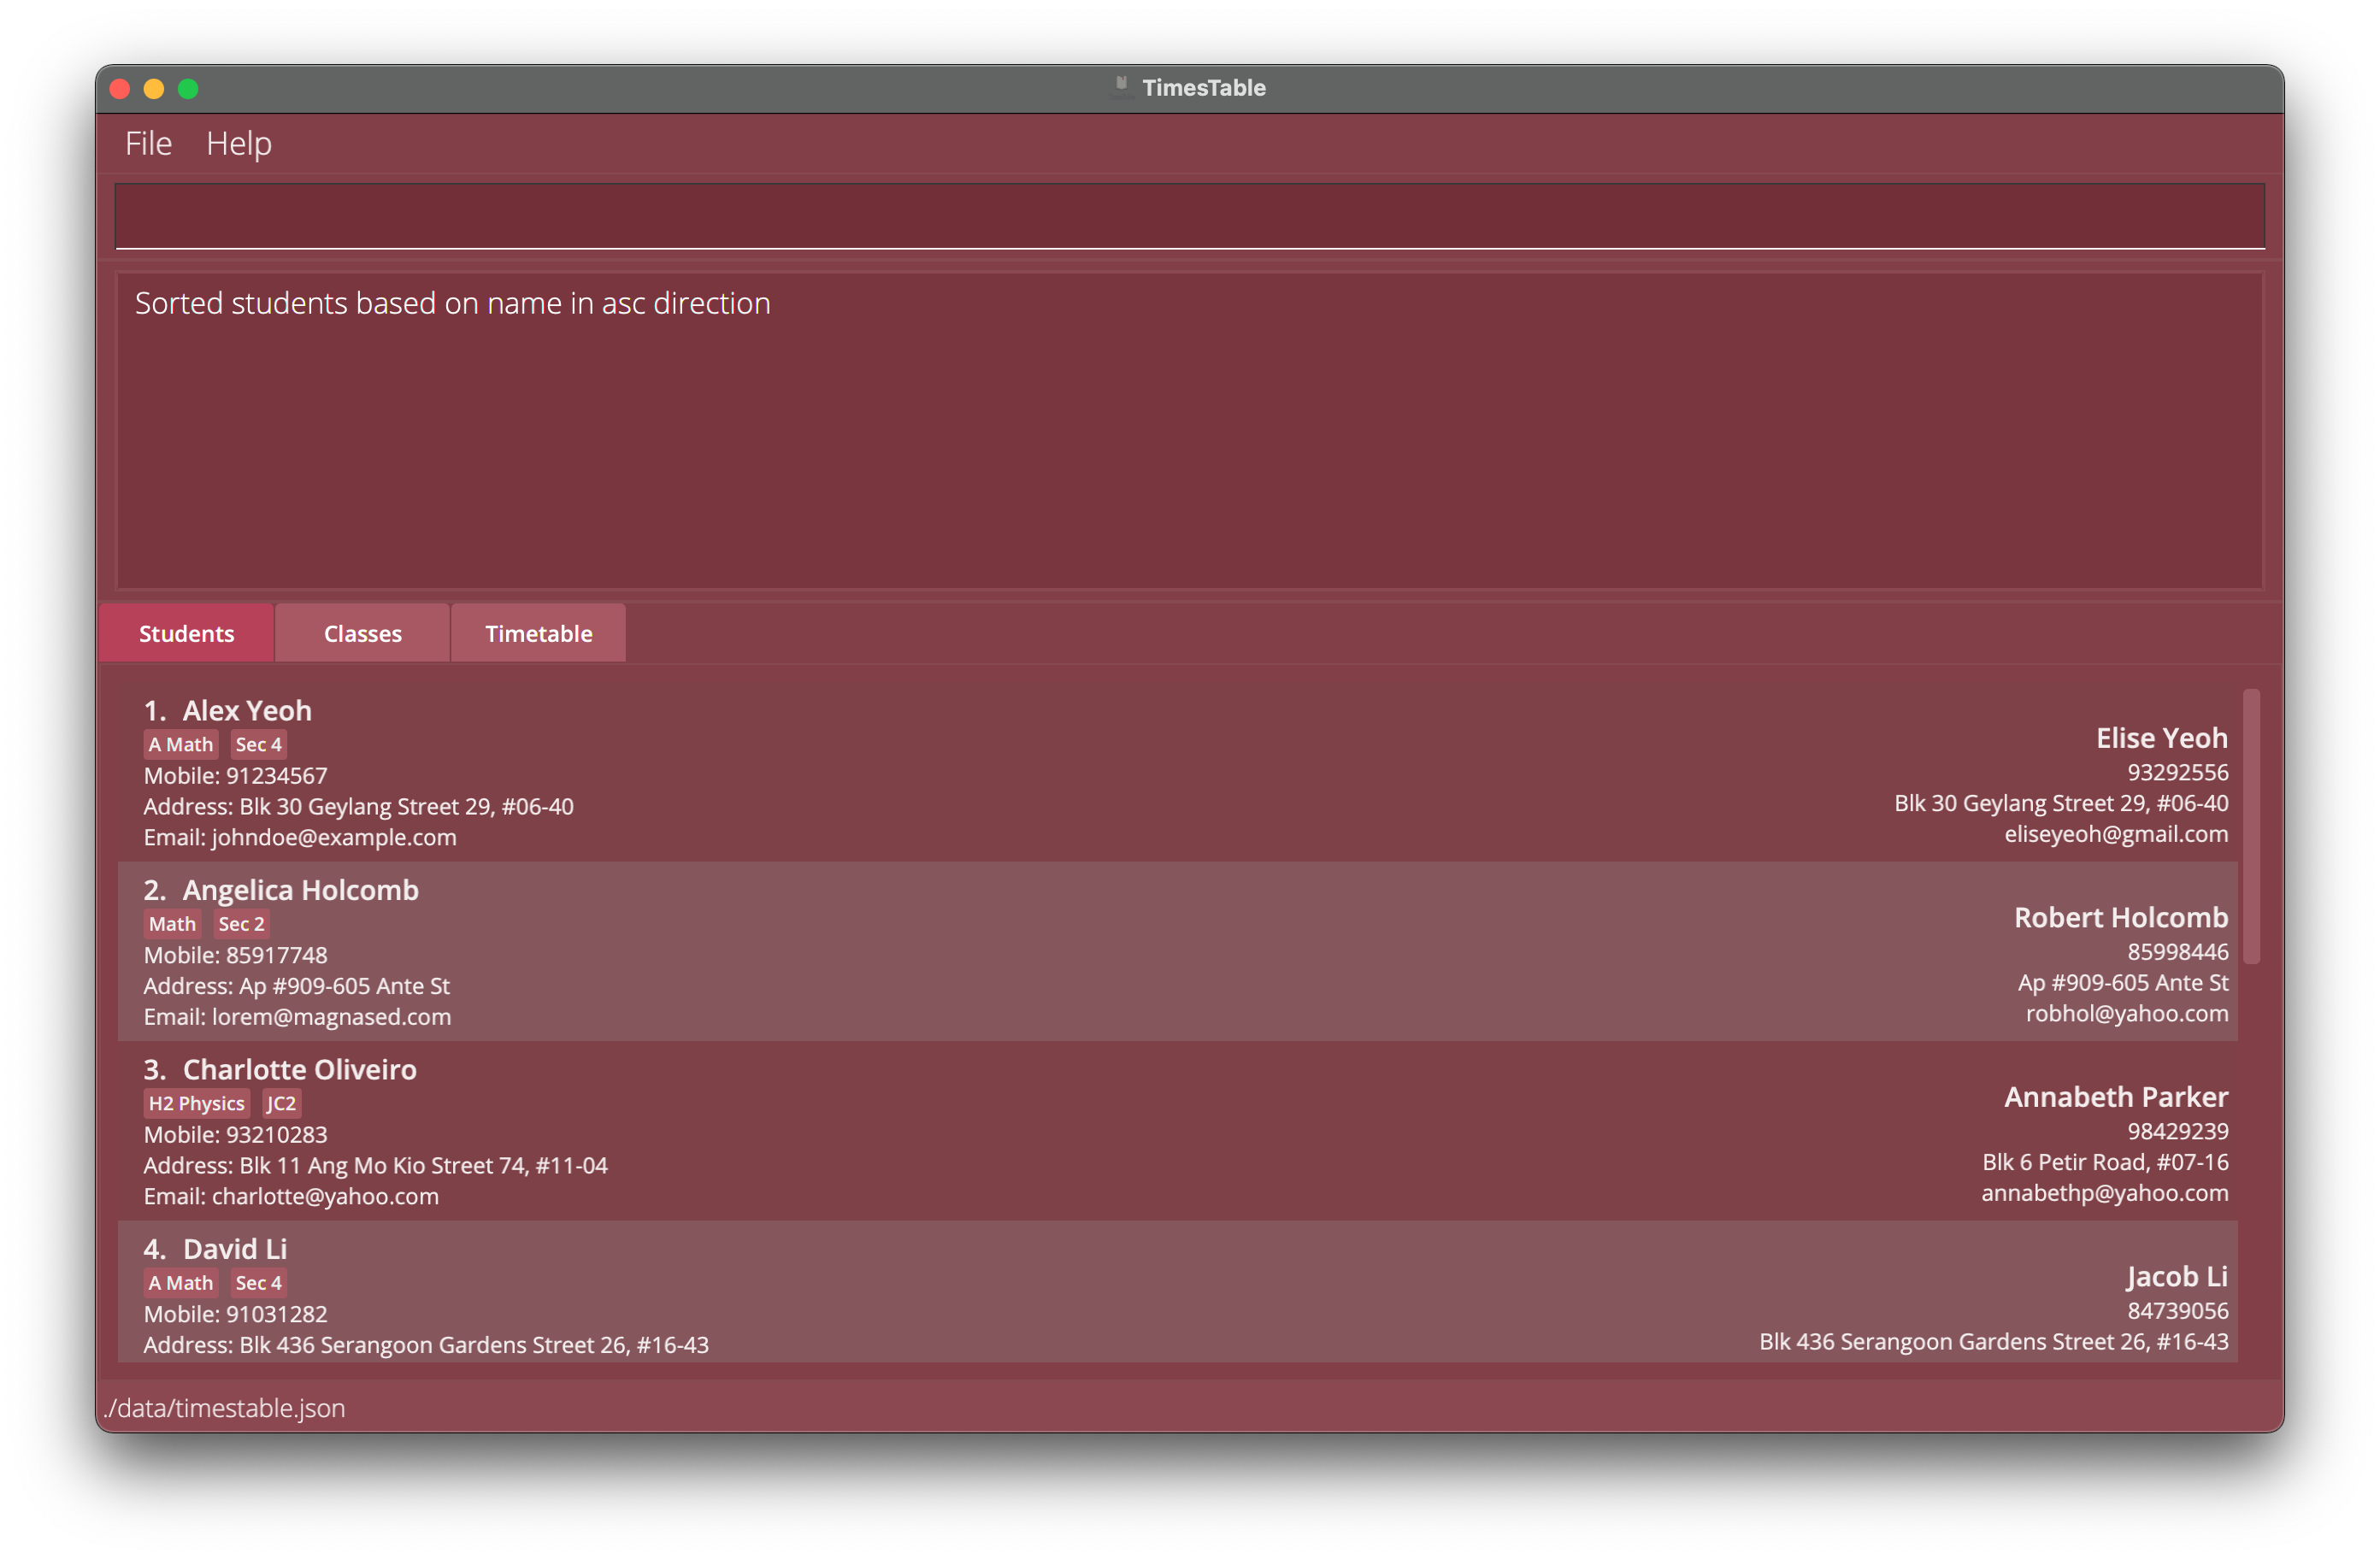 TimesTable
File Help
Sorted students based on name in asc direction
Students Classes Timetable
1. Alex Yeoh
A Math Sec 4
Mobile: 91234567
Address: Blk 30 Geylang Street 29, #06-40
Email: johndoe@example.com
Elise Yeoh
93292556
Blk 30 Geylang Street 29, #06-40
eliseyeoh@gmail.com
2. Angelica Holcomb
Math Sec 2
Mobile: 85917748
Address: Ap #909-605 Ante St
Email: lorem@magnased.com
Robert Holcomb
85998446
Ap #909-605 Ante St
robhol@yahoo.com
3. Charlotte Oliveiro
H2 Physics JC2
Mobile: 93210283
Address: Blk 11 Ang Mo Kio Street 74, #11-04
Email: charlotte@yahoo.com
Annabeth Parker
98429239
Blk 6 Petir Road, #07-16
annabethp@yahoo.com
4. David Li
A Math Sec 4
Mobile: 91031282
Address: Blk 436 Serangoon Gardens Street 26, #16-43
Jacob Li
84739056
Blk 436 Serangoon Gardens Street 26, #16-43
./data/timestable.json